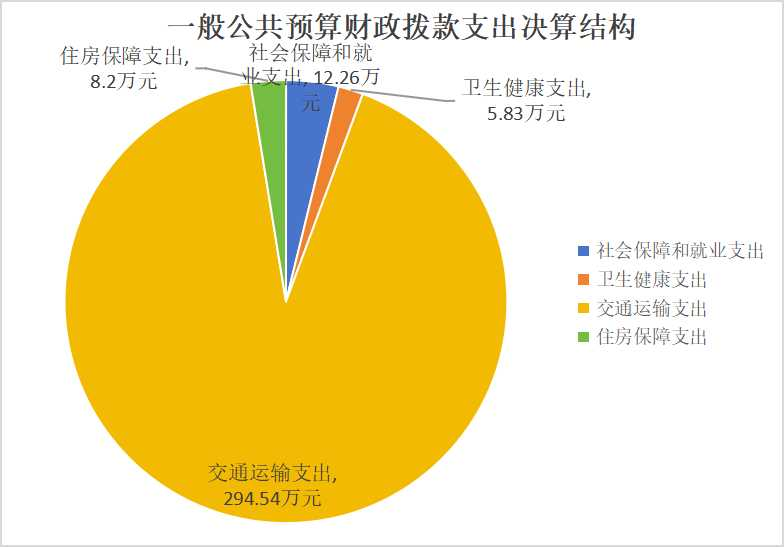 一般公共预算财政拨款支出决算结构
住房保障支出,
8.2万元
社会保障和就
业支出, 12.26万
元
卫生健康支出,
5.83万元
交通运输支出,
294.54万元
社会保障和就业支出
卫生健康支出
交通运输支出
住房保障支出